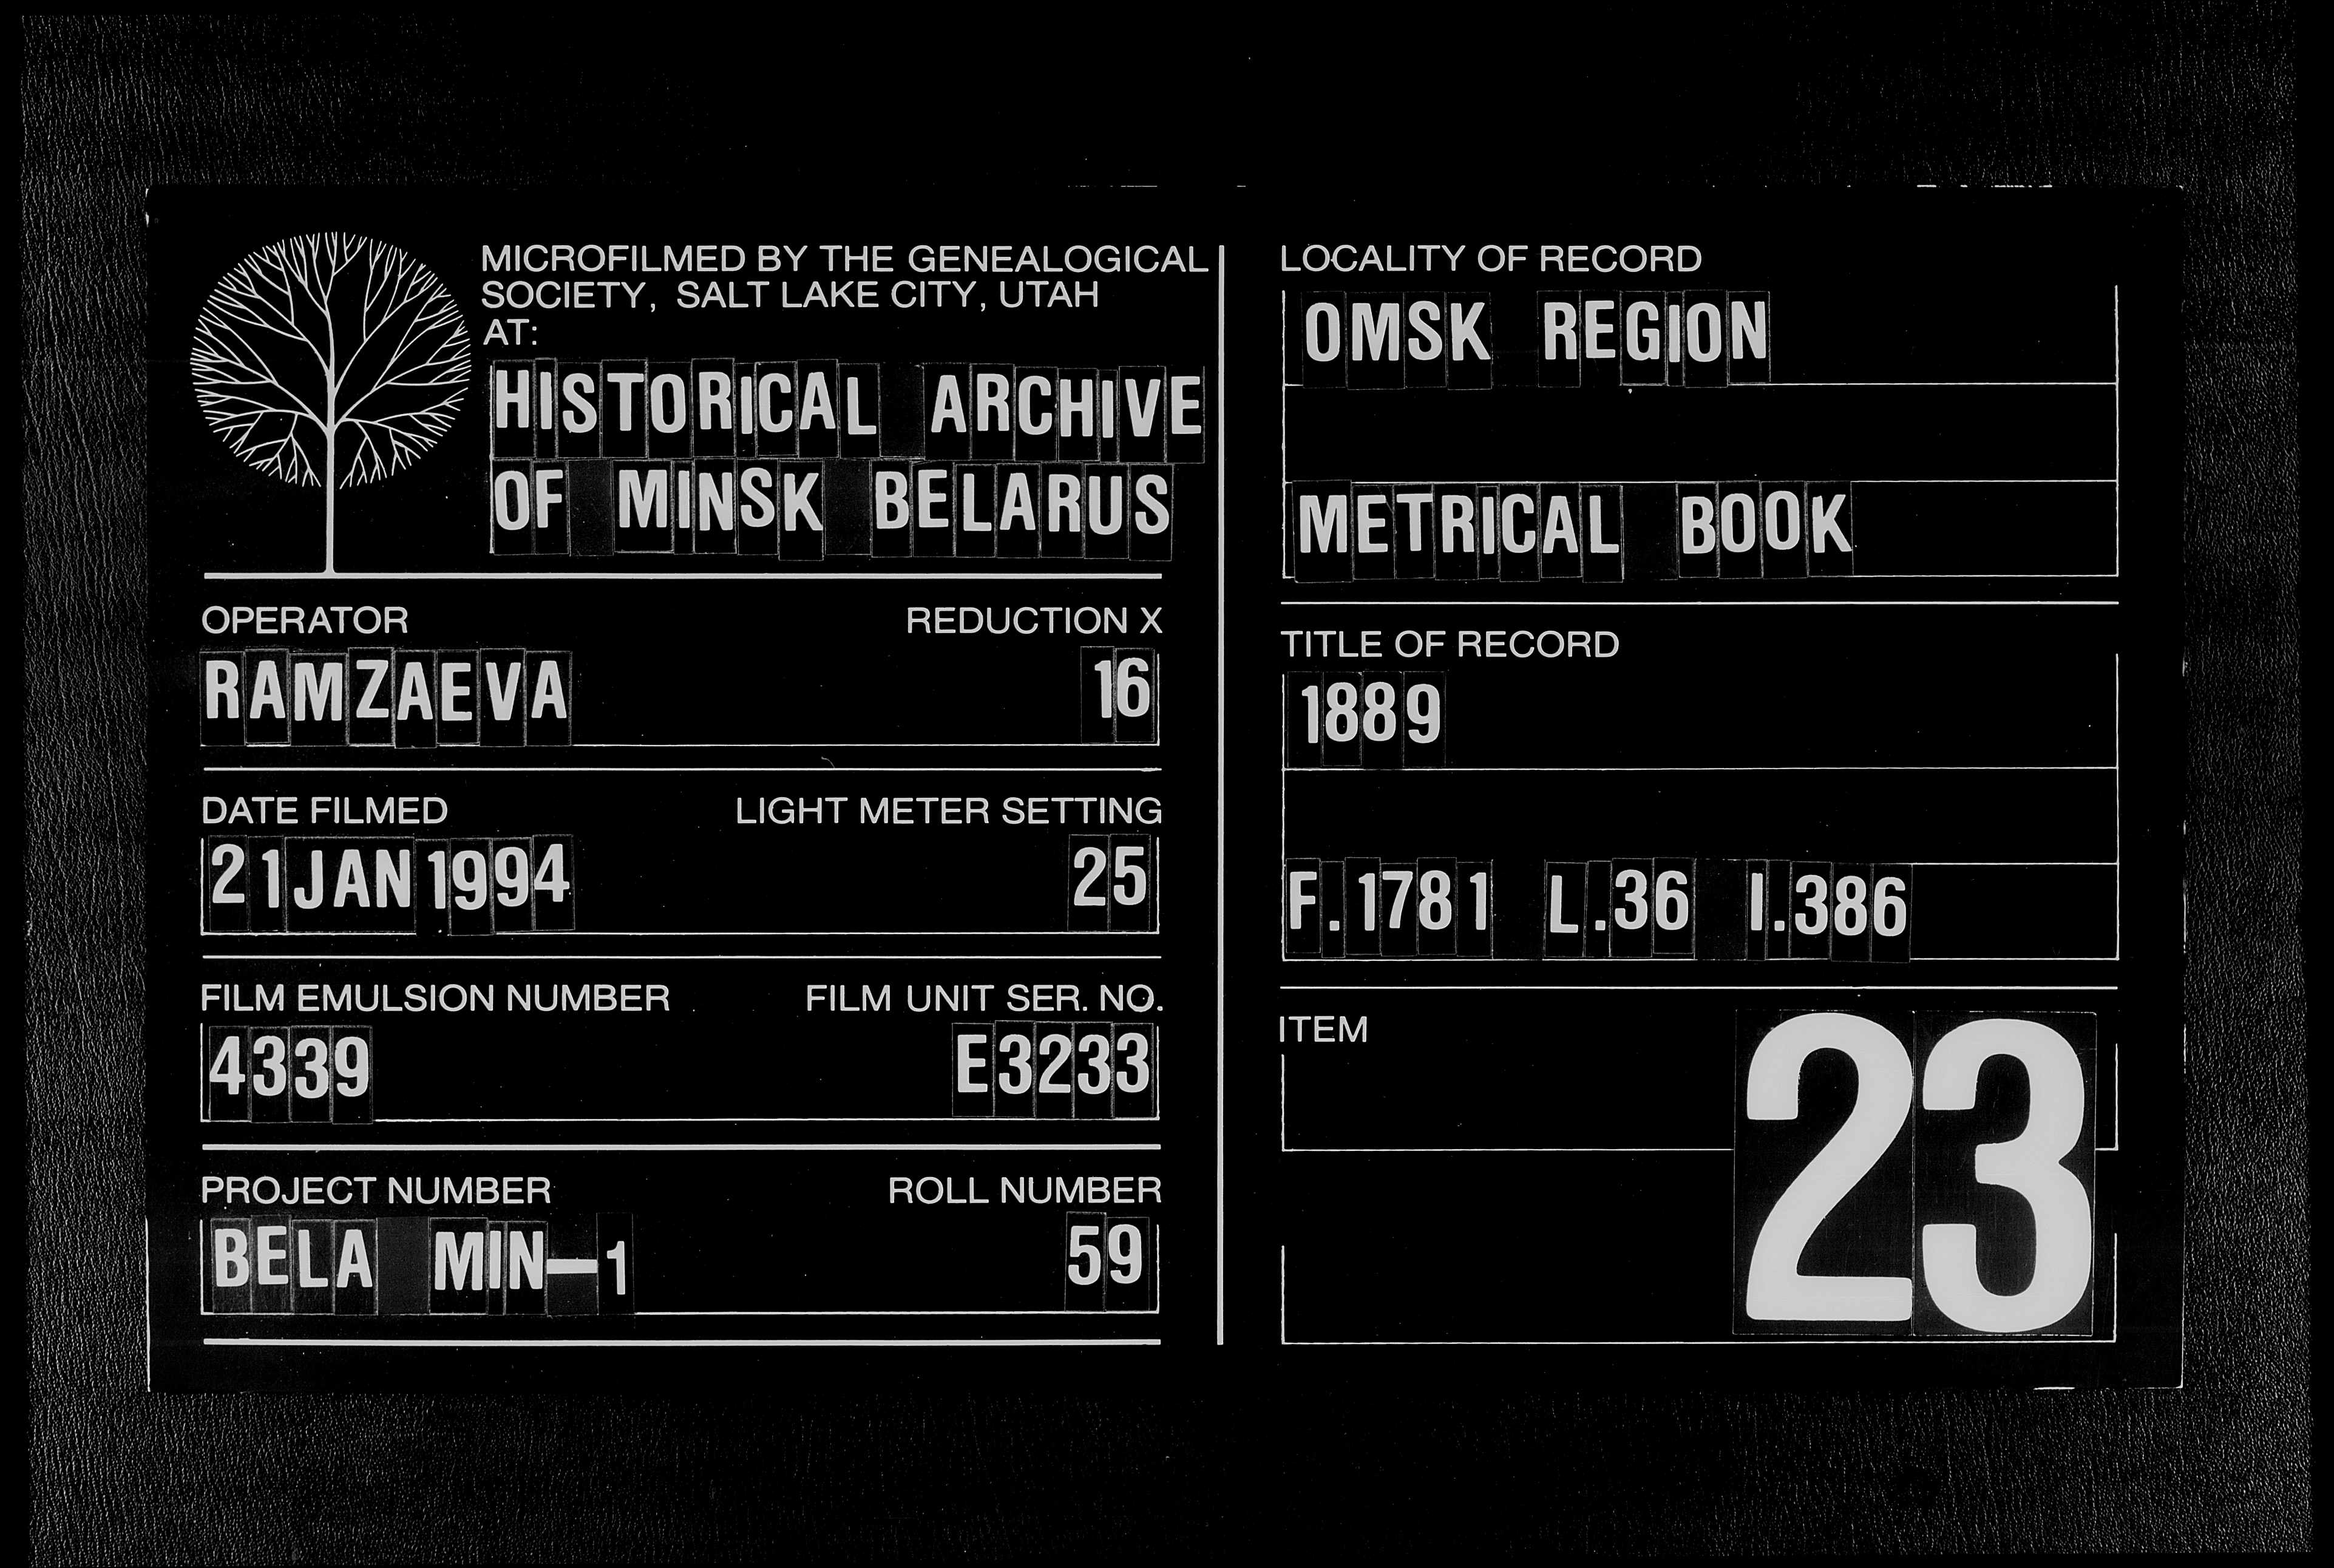 MICROFILMED BY THE GENEALOGICAL
SOCIETY, SALT LAKE CITY, UTAH
AT:
HISTORICAL ARCHIVE
OF MINSK BELARUS
OPERATOR REDUCTION X
RAMZAEVA 16
DATE FILMED LIGHT METER SETTING
21 JAN 1994 25
FILM EMULSION NUMBER FILM UNIT SER. NO.
4339 E3233
PROJECT NUMBER ROLL NUMBER
BELA MIN—1 59
LOCALITY OF RECORD
OMSK REGION
METRICAL BOOK
TITLE OF RECORD
1889
F.1781 L.36 I.386
ITEM
23